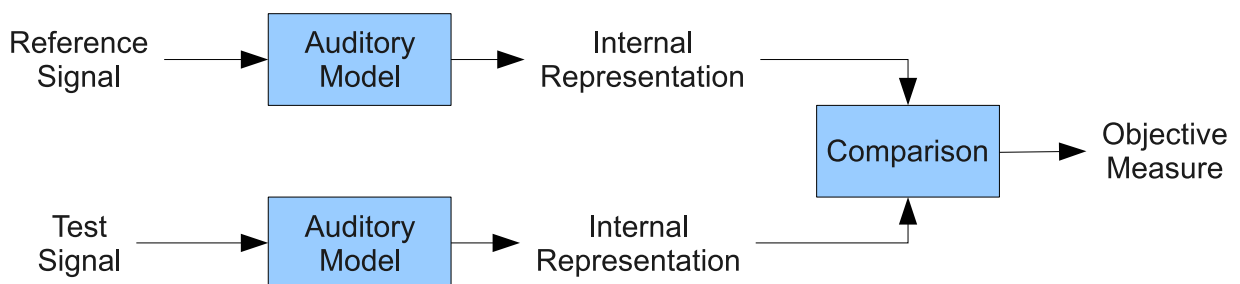 Reference
Signal
Auditory
Model
Internal
Representation
Comparison
Objective
Measure
Test
Signal
Auditory
Model
Internal
Representation